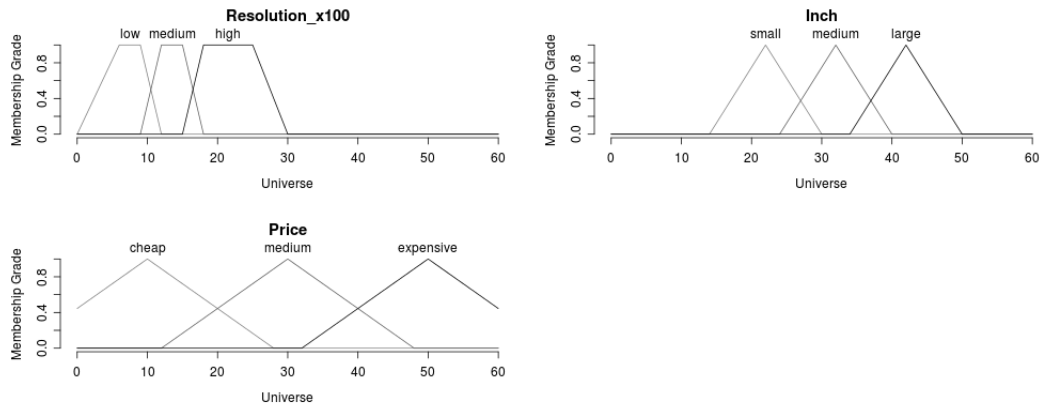 Resolution_x100
low medium high
Membership Grade
0.0 0.4 0.8
0 10 20 30 40 50 60
Universe
Inch
small medium large
Membership Grade
0.0 0.4 0.8
0 10 20 30 40 50 60
Universe
Price
cheap medium expensive
Membership Grade
0.0 0.4 0.8
0 10 20 30 40 50 60
Universe